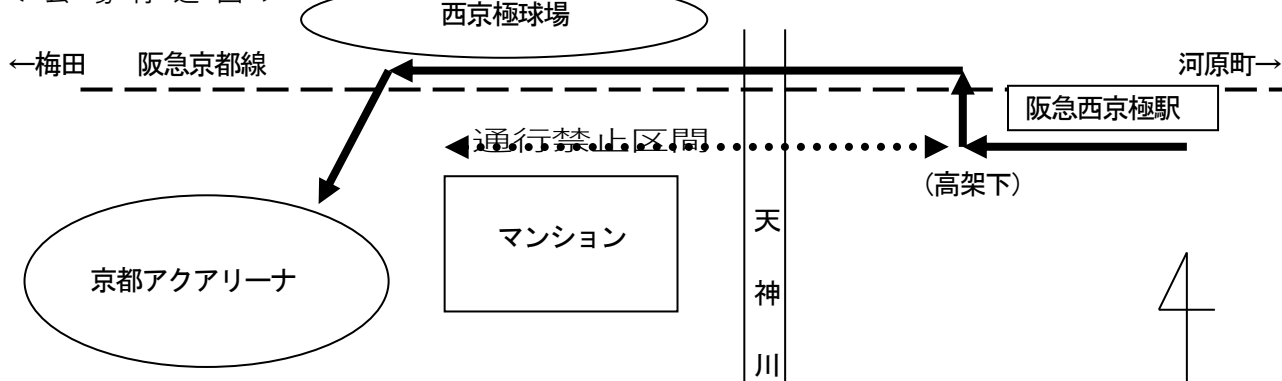 西京極球場
←梅田　阪急京都線
河原町→
阪急西京極駅
通行禁止区間
（高架下）
マンション
京都アクアリーナ
天神川